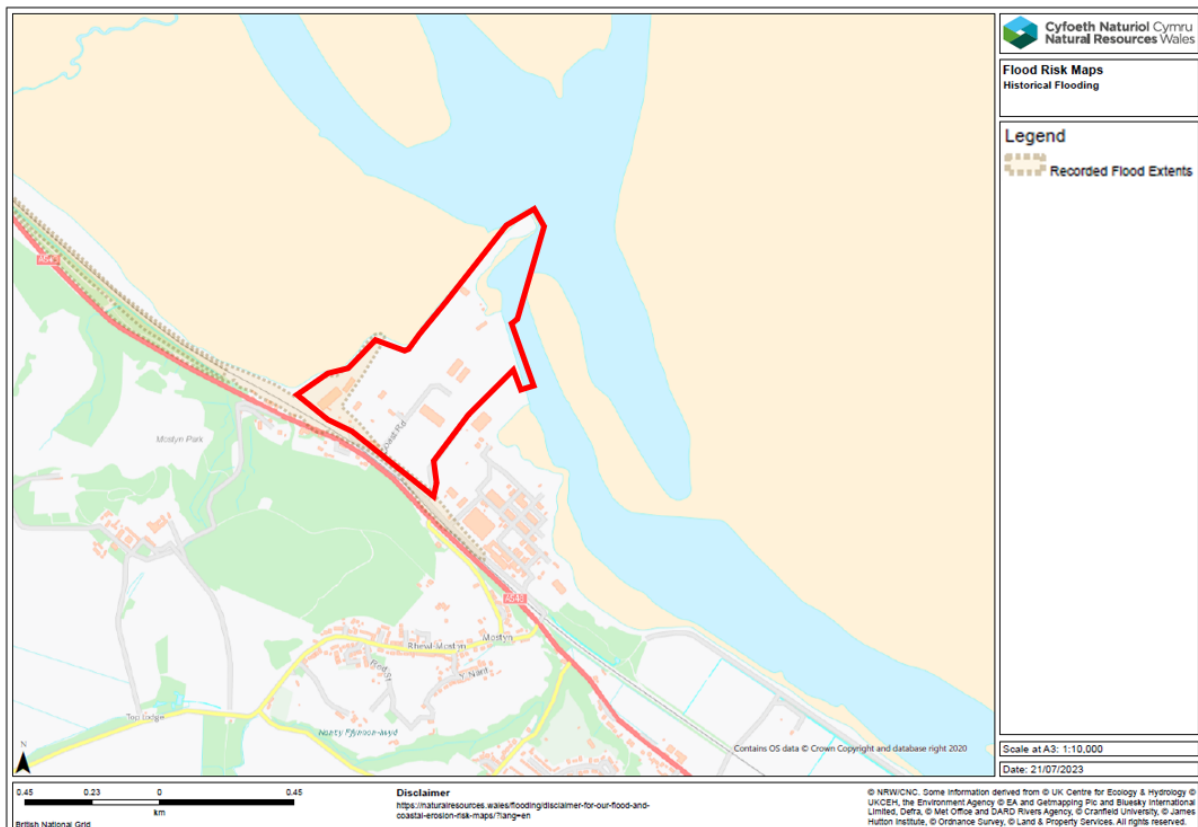 Cyfoeth Naturiol Cymru
Natural Resources Wales
Flood Risk Maps
Historical Flooding
Legend
Recorded Flood Extents
Coast Rd
Mostyn Park
A548
Mostyn
Rhewl-Mostyn
Top Lodge
Contains OS data © Crown Copyright and database right 2020
Scale at A3: 1:10,000
Date: 21/07/2023
N
0.45 0.23 0 0.45
km
British National Grid
Disclaimer
https://naturalresources.wales/flooding/disclaimer-for-our-flood-and-
coastal-erosion-risk-maps/?lang=en
© NRW/CNC. Some information derived from © UK Centre for Ecology & Hydrology ©
UKCEH, the Environment Agency © EA and Getmapping Plc and Bluesky International
Limited, Defra, © Met Office and DARD Rivers Agency, © Cranfield University, © James
Hutton Institute, © Ordnance Survey, © Land & Property Services. All rights reserved.